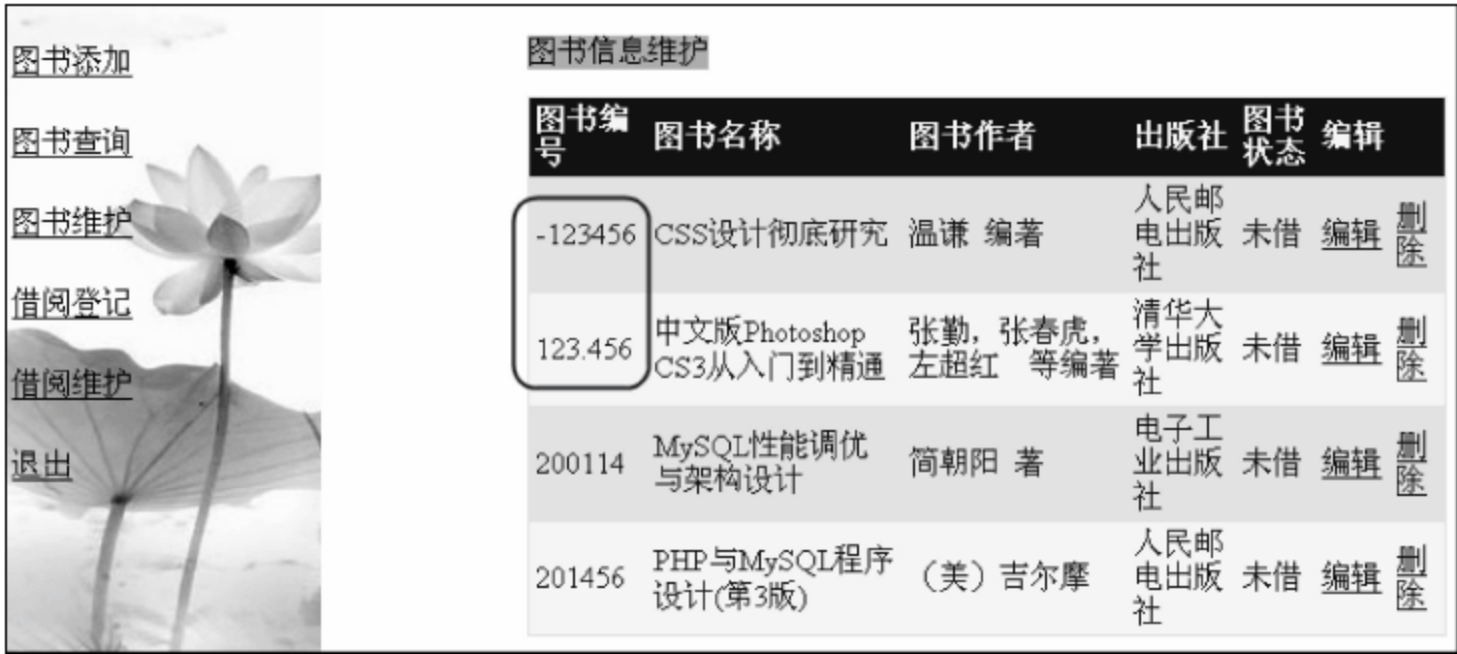 图书添加
图书查询
图书维护
借阅登记
借阅维护
退出
图书信息维护
图书编
号
图书名称
图书作者
出版社
图书
状态
编辑
-123456
CSS设计彻底研究
温谦 编著
人民邮
电出版
社
未借
编辑
删
除
123.456
中文版Photoshop
CS3从入门到精通
张勤，张春虎，
左超红 等编著
清华大
学出版
社
未借
编辑
删
除
200114
MySQL性能调优
与架构设计
简朝阳 著
电子工
业出版
社
未借
编辑
删
除
201456
PHP与MySQL程序
设计(第3版)
（美）吉尔摩
人民邮
电出版
社
未借
编辑
删
除